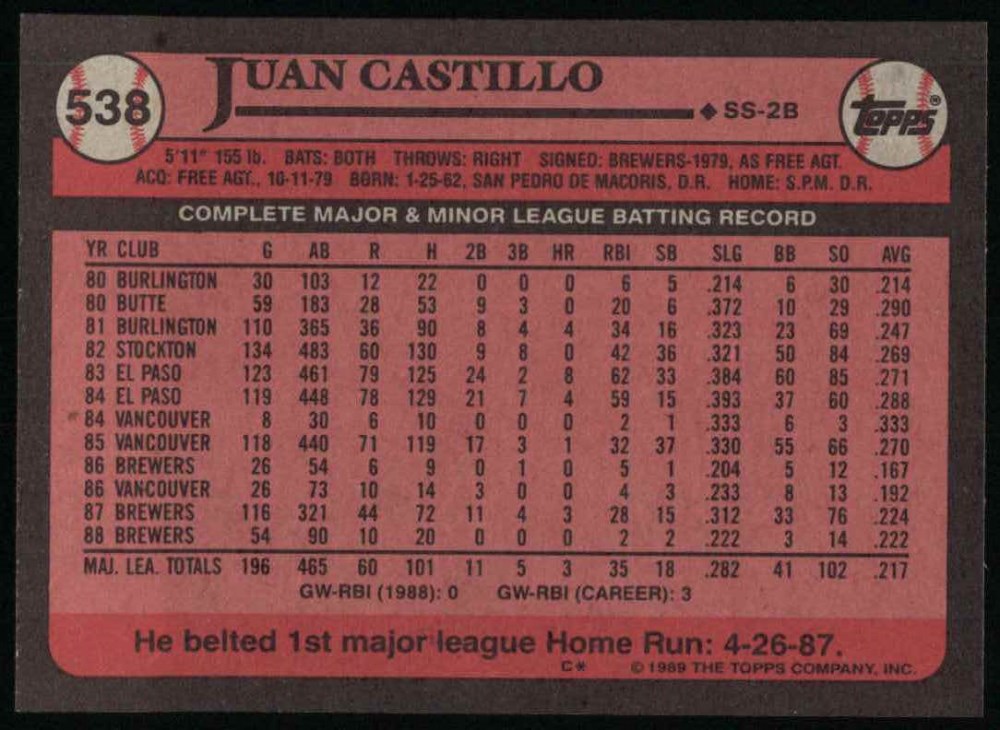 538
JUAN CASTILLO
SS-2B
Topps®
5'11" 155 lb. BATS: BOTH THROWS: RIGHT SIGNED: BREWERS-1979, AS FREE AGT.
ACQ: FREE AGT., 10-11-79 BORN: 1-25-62, SAN PEDRO DE MACORIS, D.R. HOME: S.P.M. D.R.
COMPLETE MAJOR & MINOR LEAGUE BATTING RECORD
YR CLUB G AB R H 2B 3B HR RBI SB SLG BB SO AVG
80 BURLINGTON 30 103 12 22 0 0 0 6 5 .214 6 30 .214
80 BUTTE 59 183 28 53 9 3 0 20 6 .372 10 29 .290
81 BURLINGTON 110 365 36 90 8 4 4 34 16 .323 23 69 .247
82 STOCKTON 134 483 60 130 9 8 0 42 36 .321 50 84 .269
83 EL PASO 123 461 79 125 24 2 8 62 33 .384 60 85 .271
84 EL PASO 119 448 78 129 21 7 4 59 15 .393 37 60 .288
84 VANCOUVER 8 30 6 10 0 0 0 2 1 .333 6 3 .333
85 VANCOUVER 118 440 71 119 17 3 1 32 37 .330 55 66 .270
86 BREWERS 26 54 6 9 0 1 0 5 1 .204 5 12 .167
86 VANCOUVER 26 73 10 14 3 0 0 4 3 .233 8 13 .192
87 BREWERS 116 321 44 72 11 4 3 28 15 .312 33 76 .224
88 BREWERS 54 90 10 20 0 0 0 2 2 .222 3 14 .222
MAJ. LEA. TOTALS 196 465 60 101 11 5 3 35 18 .282 41 102 .217
GW-RBI (1988): 0 GW-RBI (CAREER): 3
He belted 1st major league Home Run: 4-26-87.
C* © 1989 THE TOPPS COMPANY, INC.